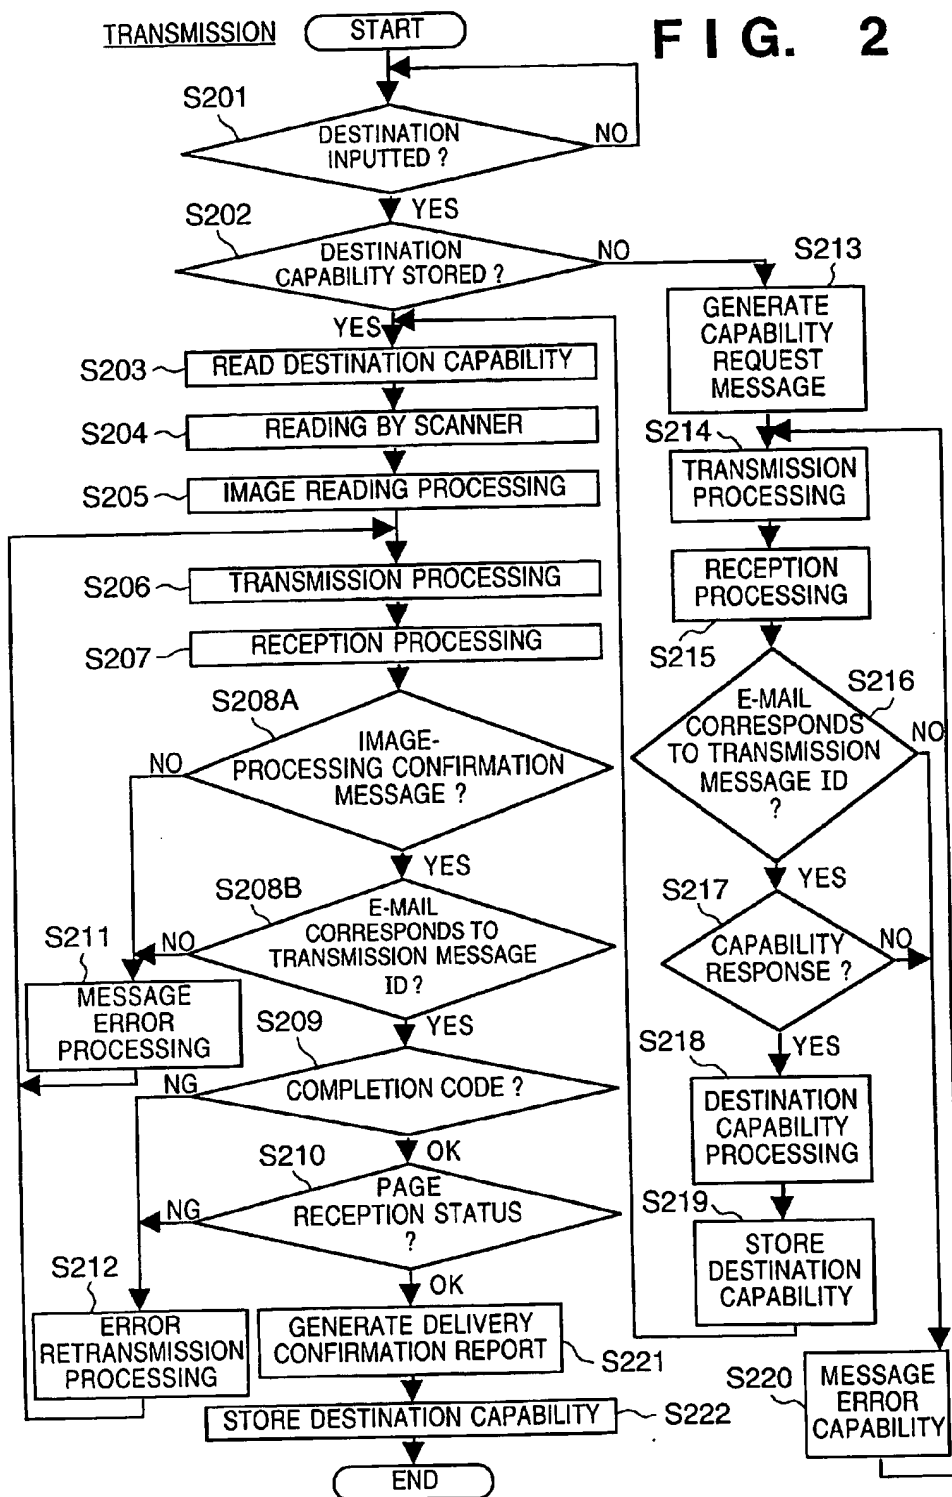 TRANSMISSION
START
FIG. 2
S201
DESTINATION
INPUTTED ?
NO
YES
S202
DESTINATION
CAPABILITY STORED ?
NO
YES
S203
READ DESTINATION CAPABILITY
S204
READING BY SCANNER
S205
IMAGE READING PROCESSING
S206
TRANSMISSION PROCESSING
S207
RECEPTION PROCESSING
S208A
IMAGE-
PROCESSING CONFIRMATION
MESSAGE ?
NO
YES
S208B
E-MAIL
CORRESPONDS TO
TRANSMISSION MESSAGE
ID ?
NO
YES
S211
MESSAGE
ERROR
PROCESSING
S209
COMPLETION CODE ?
NG
OK
S210
PAGE
RECEPTION STATUS
?
NG
OK
S212
ERROR
RETRANSMISSION
PROCESSING
GENERATE DELIVERY
CONFIRMATION REPORT
S221
STORE DESTINATION CAPABILITY
S222
END
S213
GENERATE
CAPABILITY
REQUEST
MESSAGE
S214
TRANSMISSION
PROCESSING
RECEPTION
PROCESSING
S215
S216
E-MAIL
CORRESPONDS
TO TRANSMISSION
MESSAGE ID
?
NO
YES
S217
CAPABILITY
RESPONSE ?
NO
YES
S218
DESTINATION
CAPABILITY
PROCESSING
S219
STORE
DESTINATION
CAPABILITY
S220
MESSAGE
ERROR
CAPABILITY